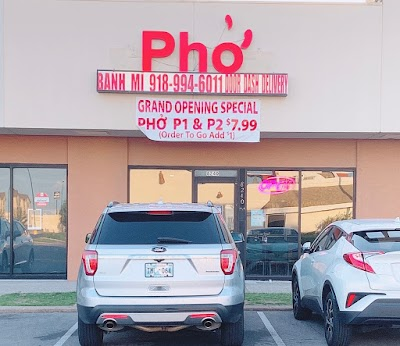 Phở
BANH MI 918-994-6011 DOOR DASH DELIVERY
GRAND OPENING SPECIAL
PHỞ P1 & P2 $7.99
(Order To Go Add $1)
8240